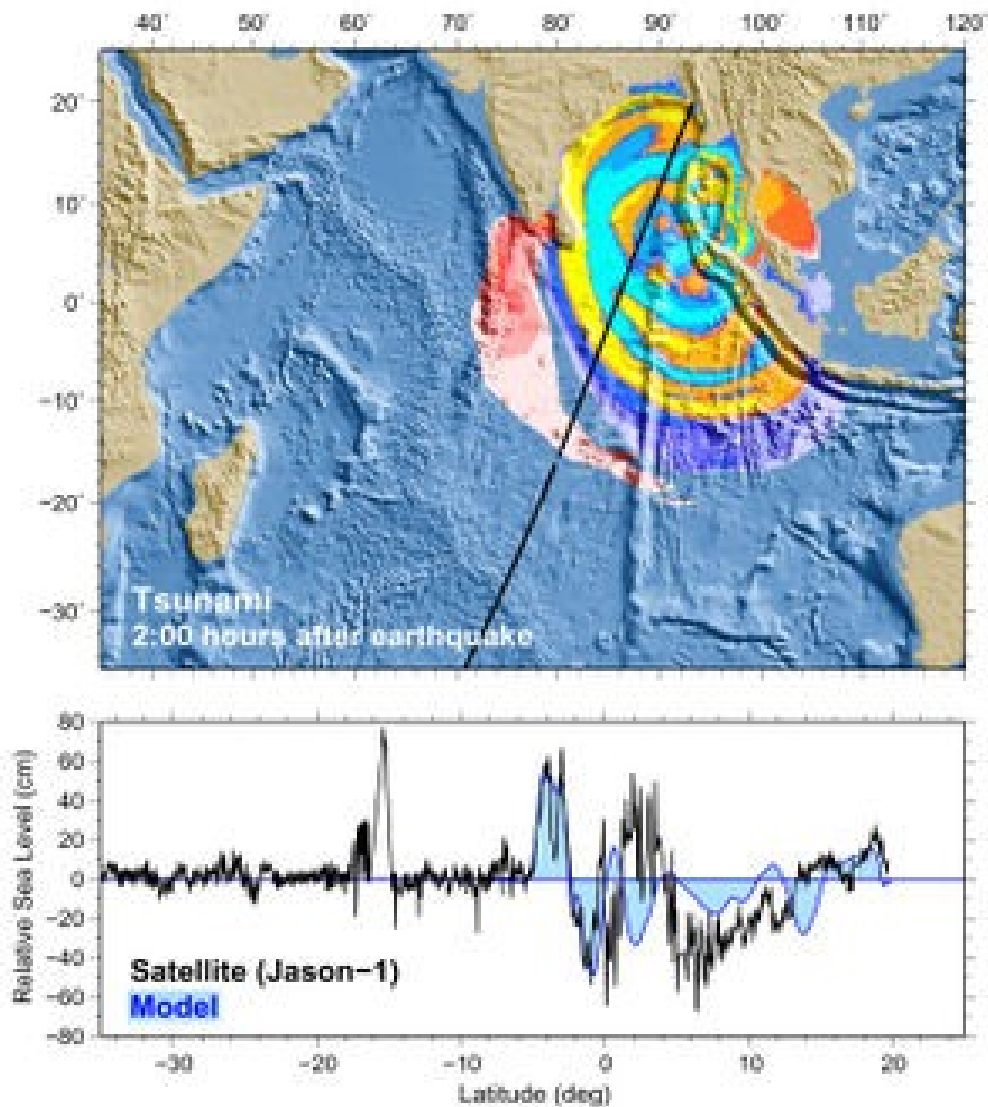 40° 50° 60° 70° 80° 90° 100° 110° 120°
20°
10°
0°
−10°
−20°
−30°
Tsunami
2:00 hours after earthquake
80
60
40
20
0
−20
−40
−60
−80
Relative Sea Level (cm)
Satellite (Jason−1)
Model
−30 −20 −10 0 10 20
Latitude (deg)